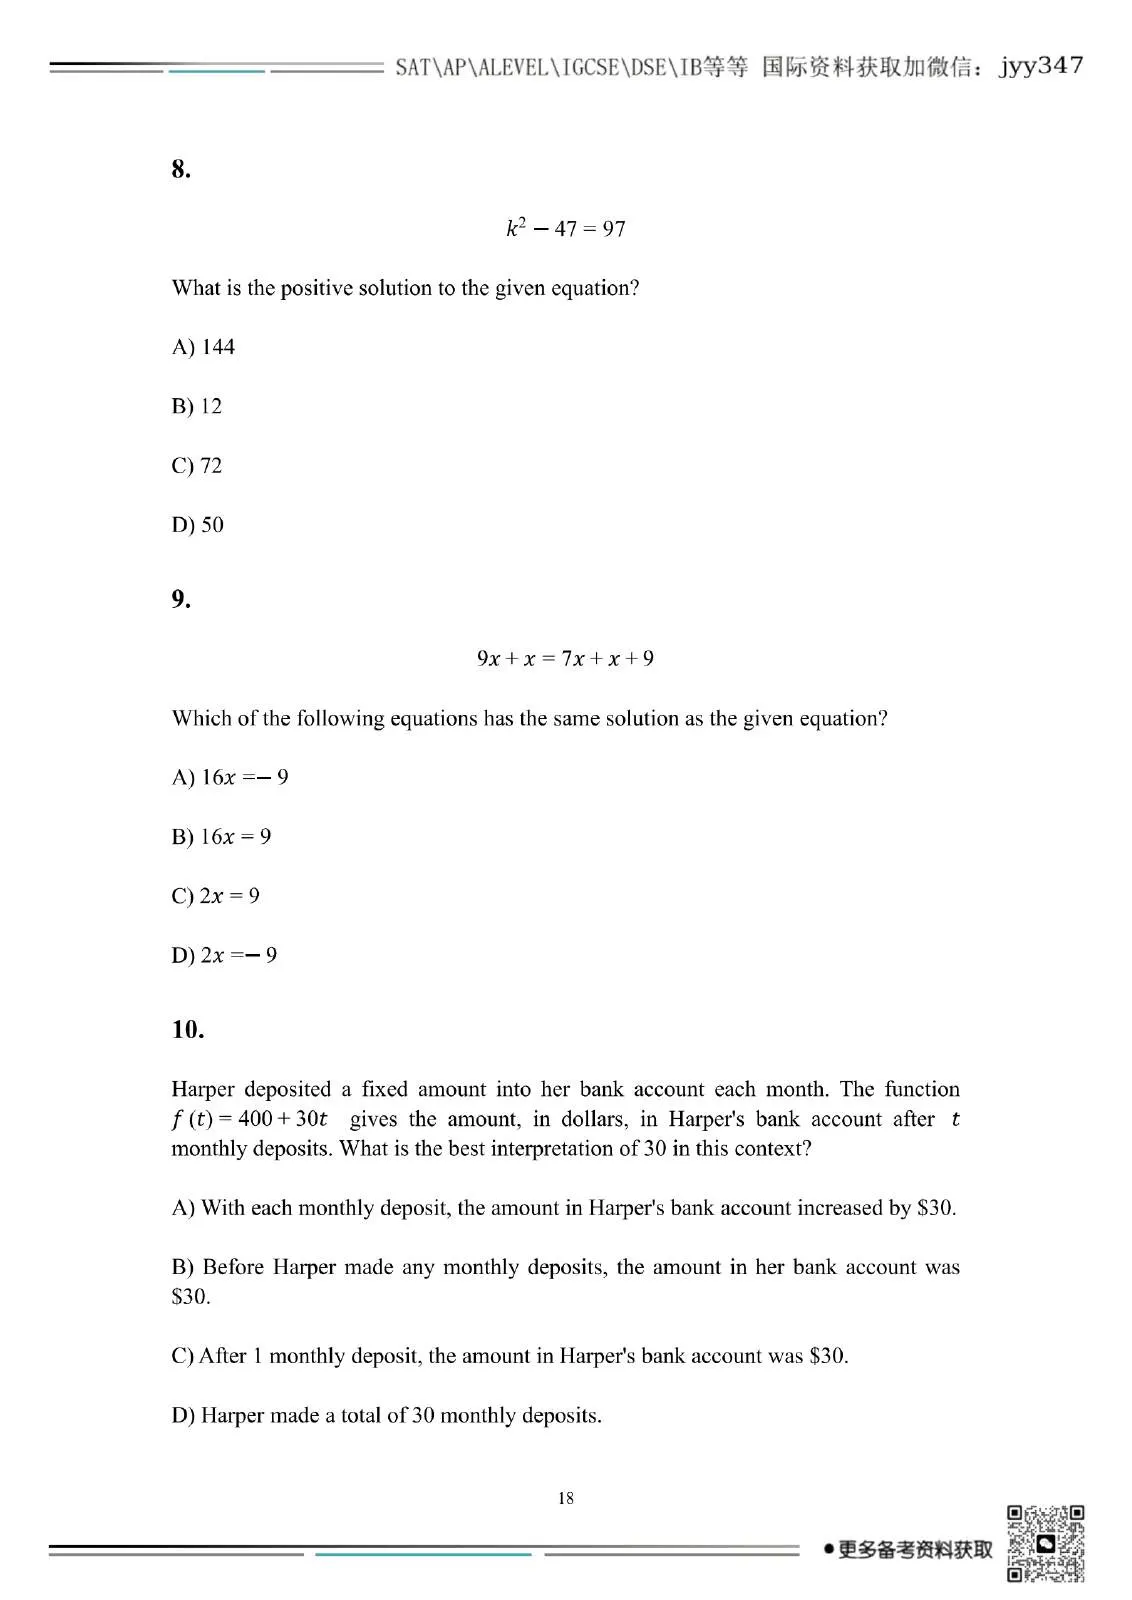 SAT\AP\ALEVEL\IGCSE\DSE\IB等等 国际资料获取加微信: jyy347
8.
k² − 47 = 97
What is the positive solution to the given equation?
A) 144
B) 12
C) 72
D) 50
9.
9x + x = 7x + x + 9
Which of the following equations has the same solution as the given equation?
A) 16x =− 9
B) 16x = 9
C) 2x = 9
D) 2x =− 9
10.
Harper deposited a fixed amount into her bank account each month. The function
f (t) = 400 + 30t gives the amount, in dollars, in Harper's bank account after t
monthly deposits. What is the best interpretation of 30 in this context?
A) With each monthly deposit, the amount in Harper's bank account increased by $30.
B) Before Harper made any monthly deposits, the amount in her bank account was
$30.
C) After 1 monthly deposit, the amount in Harper's bank account was $30.
D) Harper made a total of 30 monthly deposits.
18
●更多备考资料获取